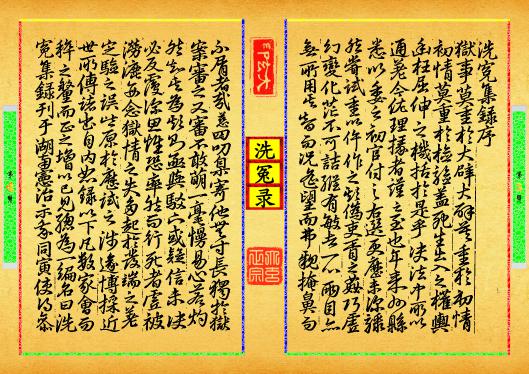 洗冤集録序
獄事莫重於大辟大辟莫重於初情
初情莫重於檢驗蓋死生出入之權輿
幽枉屈伸之機括於是乎决法中所以
通差今佐理掾者謹之至也年来州縣
悉以委之初官付之右選更歷未深驟
然嘗試重以仵作之欺偽吏胥之姦巧虛
幻變化茫不可詰縱有敏者一心兩目亦
無所用其智而况遙望而弗親掩鼻而
洗冤录
不屑者哉慈四叨臬寄他無寸長獨於獄
案審之又審不敢萌一毫慢易心若灼
然知其為欺則亟與駁下或疑信未决
必反覆深思惟恐率然而行死者虛被
澇漉每念獄情之失多起於發端之差
定驗之誤皆原於歷試之淺遂博採近
世所傳諸書自内恕録以下凡數家會而
粹之釐而正之增以己見總為一編名曰洗
冤集録刊于湖南憲治示我同寅使得參